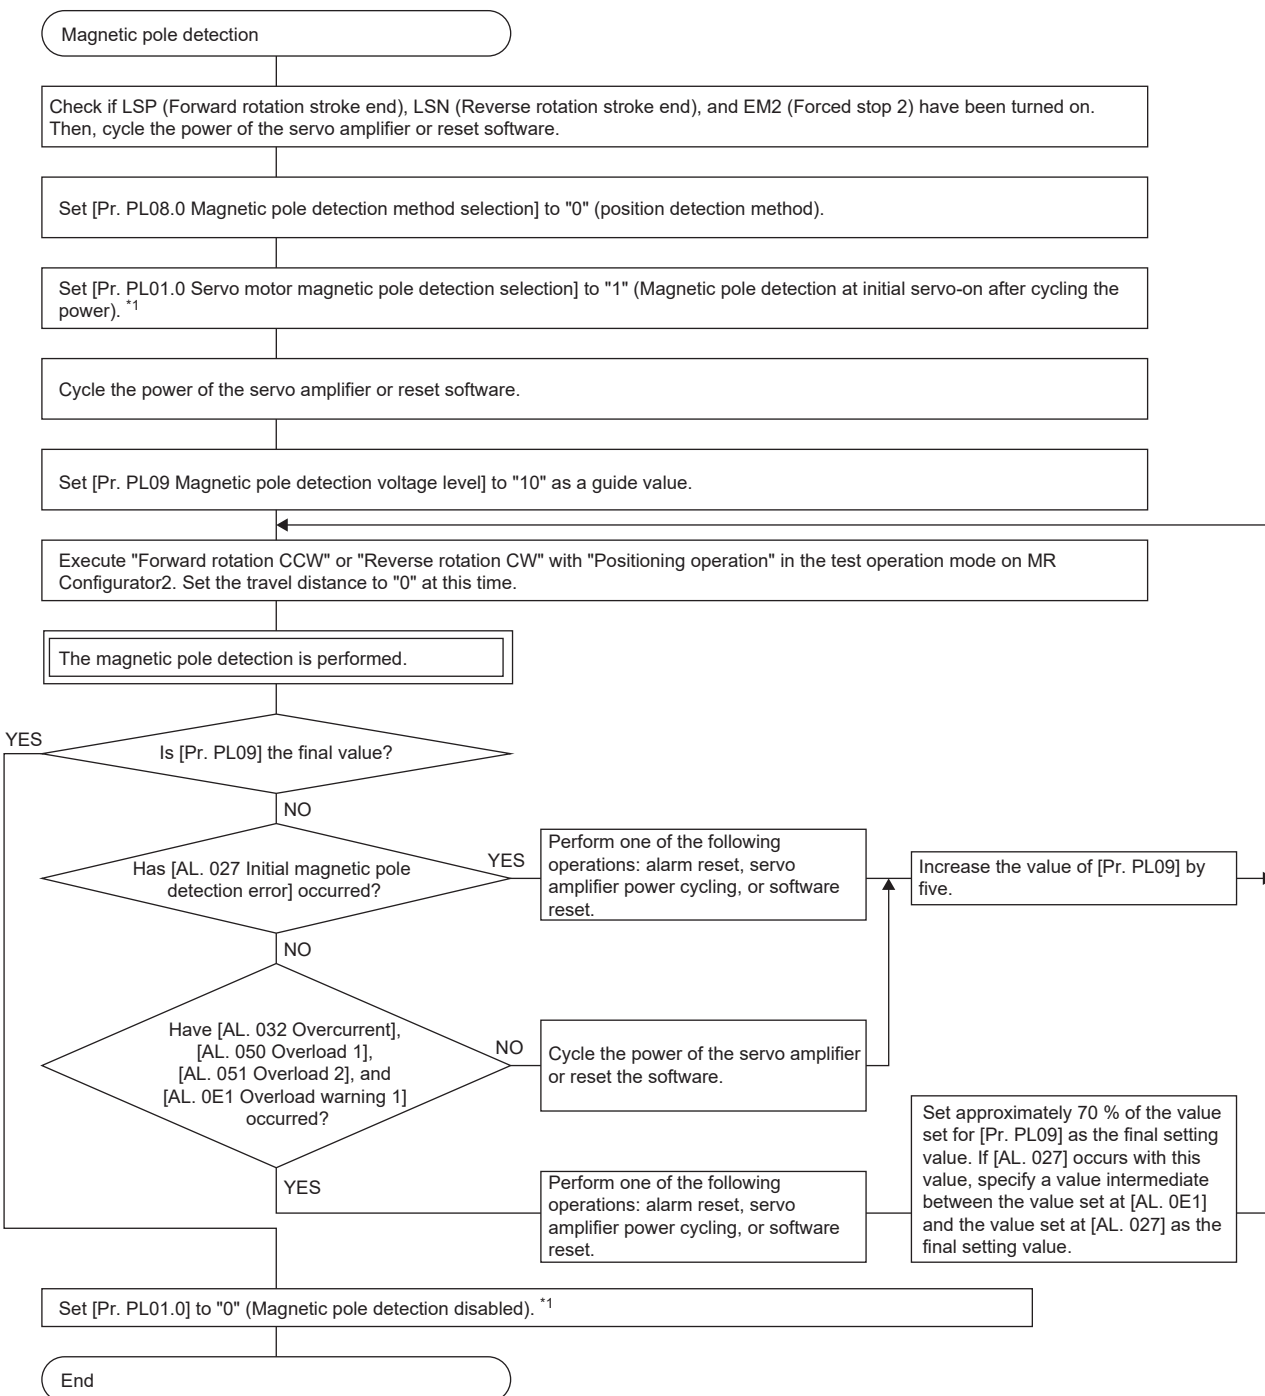 Magnetic pole detection
Check if LSP (Forward rotation stroke end), LSN (Reverse rotation stroke end), and EM2 (Forced stop 2) have been turned on.
Then, cycle the power of the servo amplifier or reset software.
Set [Pr. PL08.0 Magnetic pole detection method selection] to "0" (position detection method).
Set [Pr. PL01.0 Servo motor magnetic pole detection selection] to "1" (Magnetic pole detection at initial servo-on after cycling the
power). *1
Cycle the power of the servo amplifier or reset software.
Set [Pr. PL09 Magnetic pole detection voltage level] to "10" as a guide value.
Execute "Forward rotation CCW" or "Reverse rotation CW" with "Positioning operation" in the test operation mode on MR
Configurator2. Set the travel distance to "0" at this time.
The magnetic pole detection is performed.
YES
Is [Pr. PL09] the final value?
NO
Has [AL. 027 Initial magnetic pole
detection error] occurred?
YES
Perform one of the following
operations: alarm reset, servo
amplifier power cycling, or software
reset.
Increase the value of [Pr. PL09] by
five.
NO
Have [AL. 032 Overcurrent],
[AL. 050 Overload 1],
[AL. 051 Overload 2], and
[AL. 0E1 Overload warning 1]
occurred?
NO
Cycle the power of the servo amplifier
or reset the software.
YES
Perform one of the following
operations: alarm reset, servo
amplifier power cycling, or software
reset.
Set approximately 70 % of the value
set for [Pr. PL09] as the final setting
value. If [AL. 027] occurs with this
value, specify a value intermediate
between the value set at [AL. 0E1]
and the value set at [AL. 027] as the
final setting value.
Set [Pr. PL01.0] to "0" (Magnetic pole detection disabled). *1
End